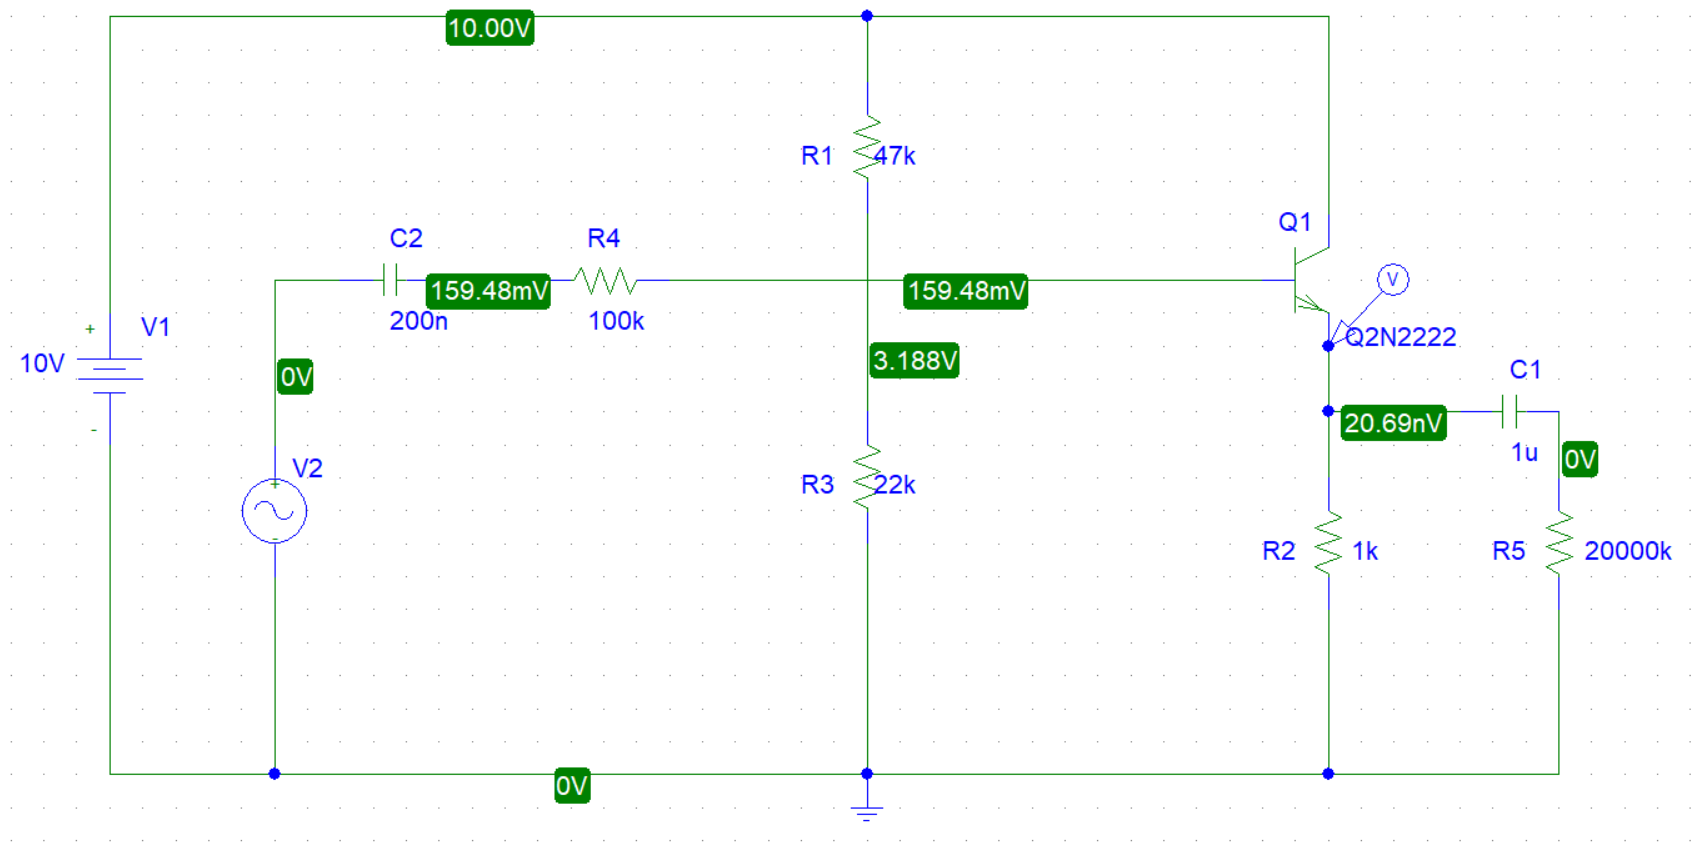 10.00V
R1
47k
Q1
C2
R4
V
159.48mV
159.48mV
200n
100k
+
V1
Q2N2222
10V
0V
3.188V
C1
-
20.69nV
1u
0V
V2
+
-
R3
22k
R2
1k
R5
20000k
0V